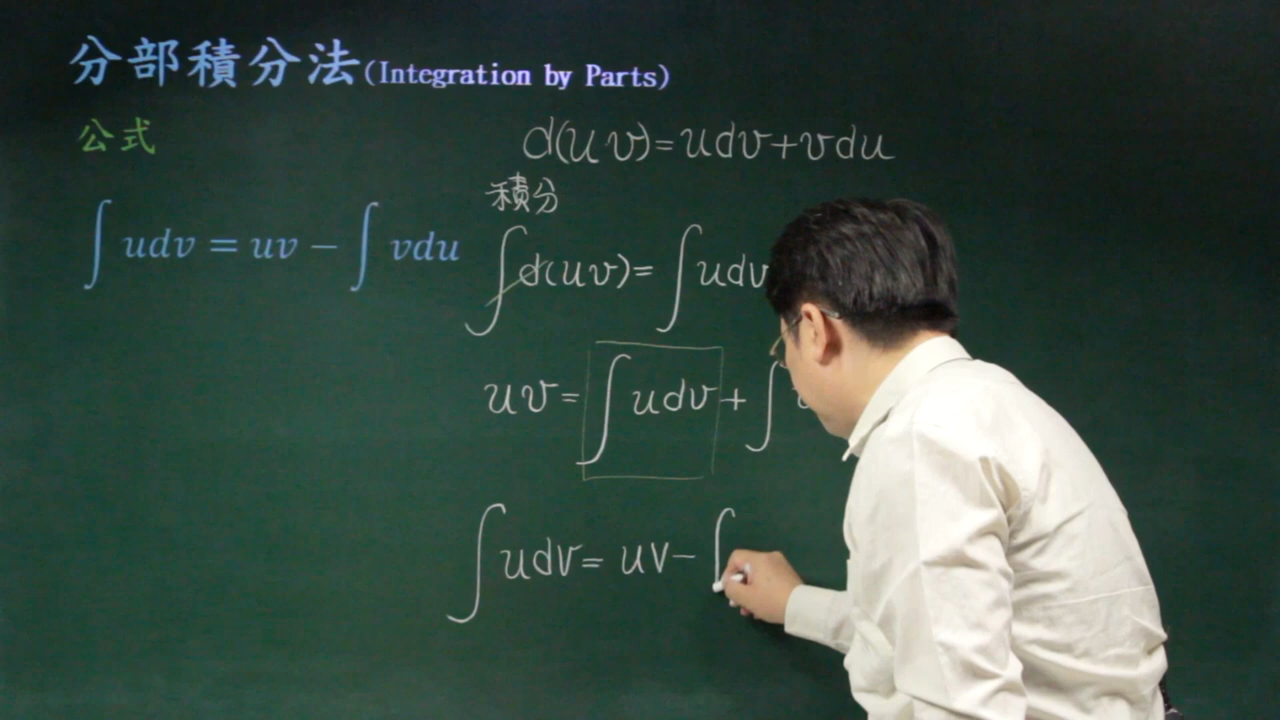 分部積分法(Integration by Parts)
公式
∫ udv = uv − ∫ vdu
d(uv)=udv+vdu
積分
∫d(uv)= ∫udv
uv= ∫udv + ∫
∫udv= uv− ∫